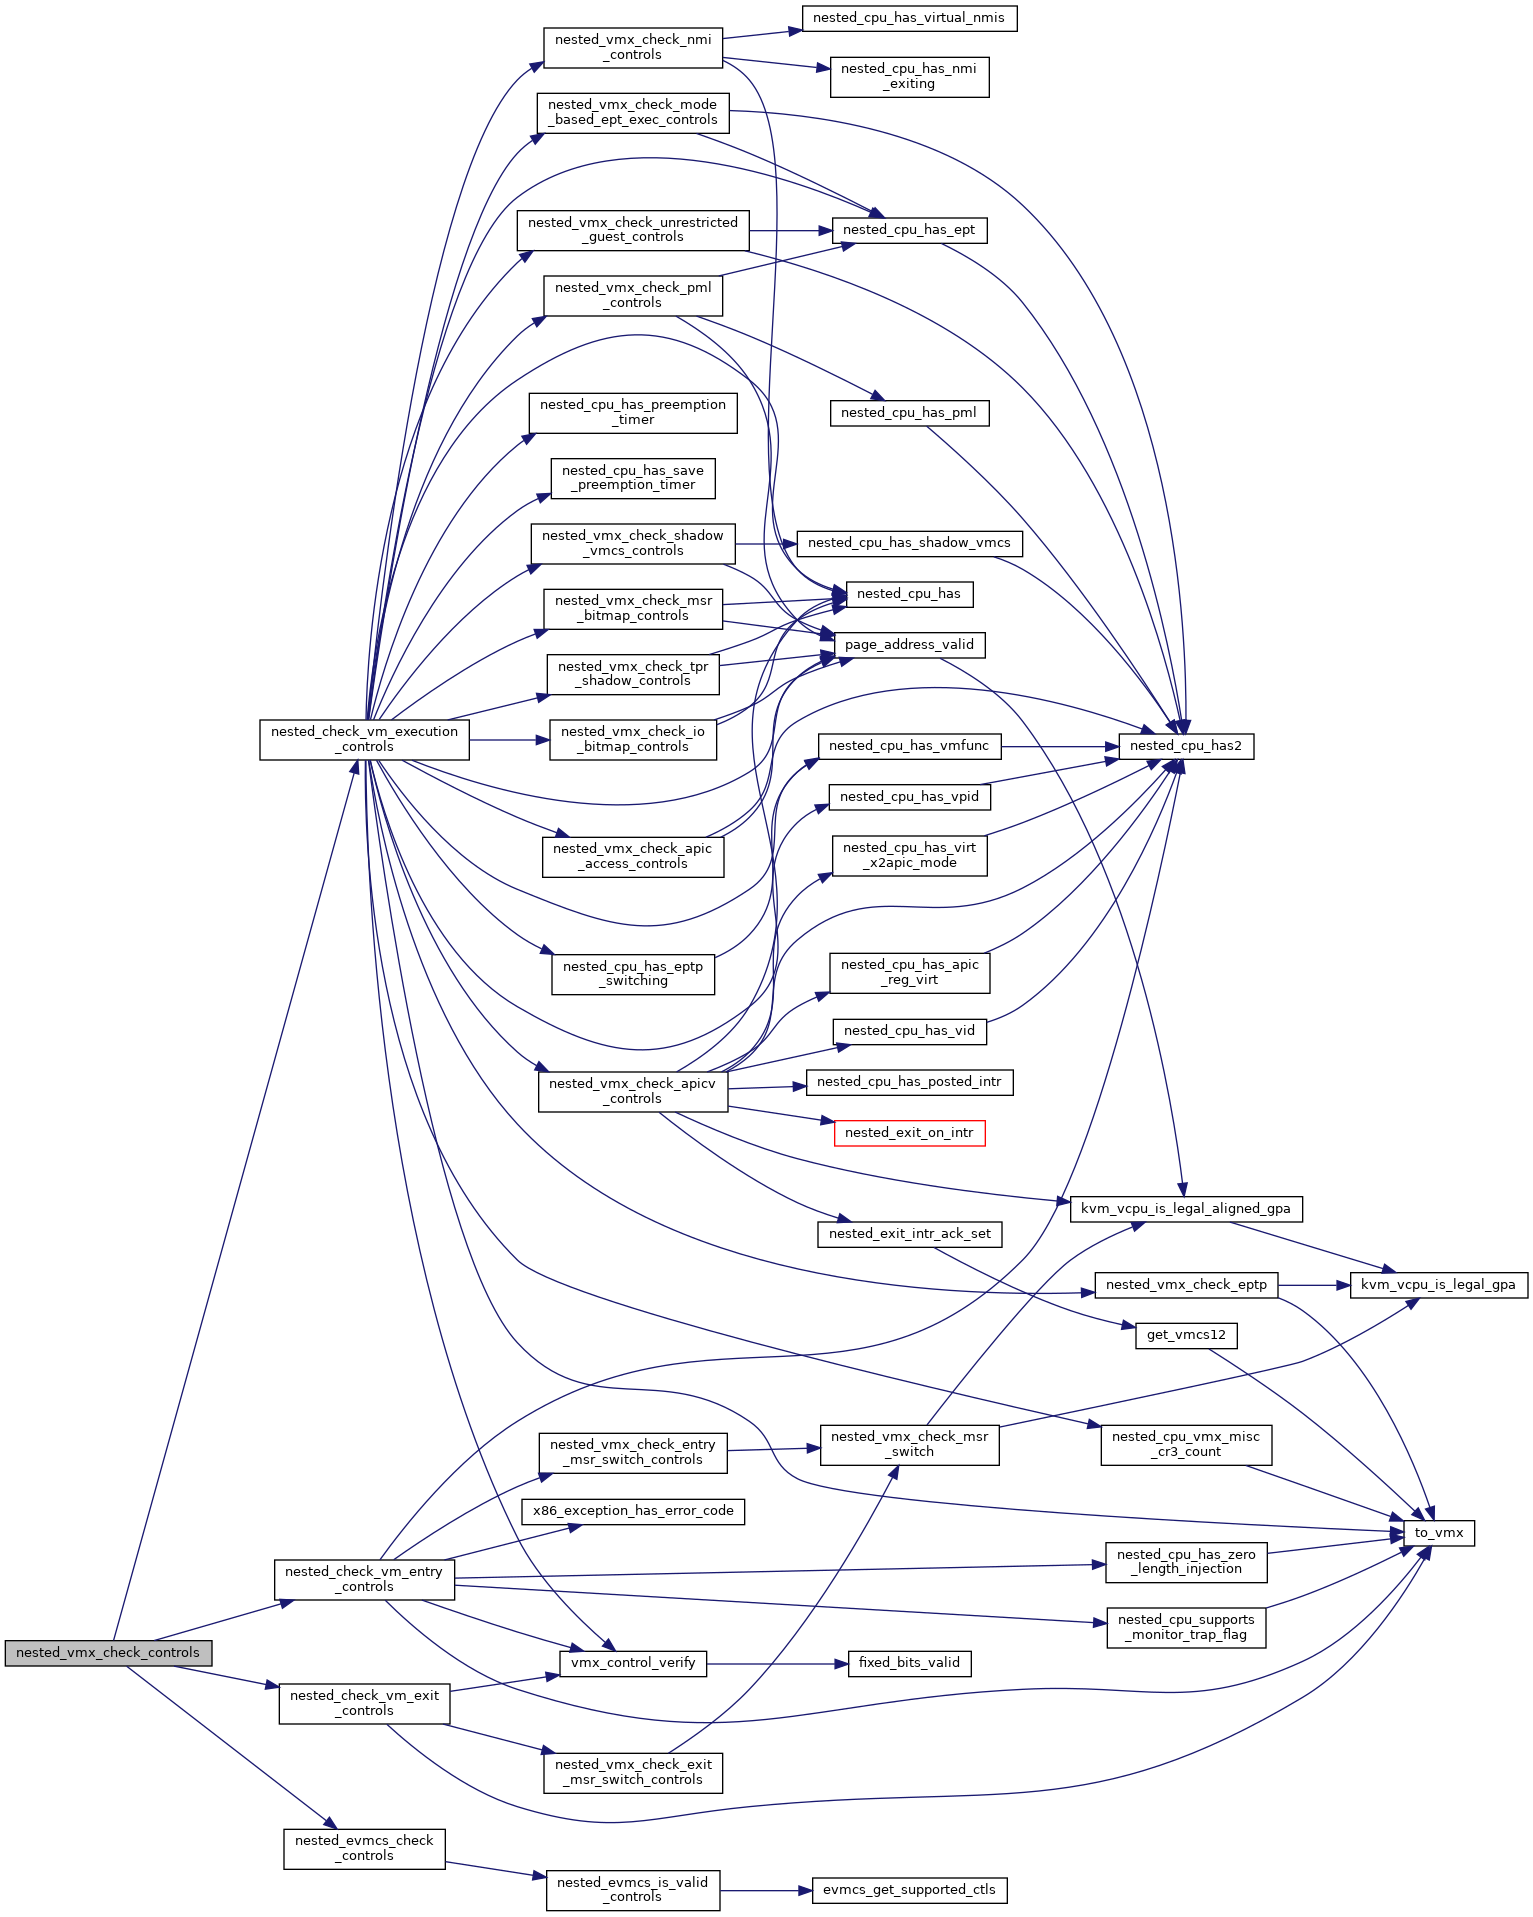 nested_cpu_has_virtual_nmis
nested_vmx_check_nmi
_controls
nested_cpu_has_nmi
_exiting
nested_vmx_check_mode
_based_ept_exec_controls
nested_vmx_check_unrestricted
_guest_controls
nested_cpu_has_ept
nested_vmx_check_pml
_controls
nested_cpu_has_preemption
_timer
nested_cpu_has_pml
nested_cpu_has_save
_preemption_timer
nested_vmx_check_shadow
_vmcs_controls
nested_cpu_has_shadow_vmcs
nested_vmx_check_msr
_bitmap_controls
nested_cpu_has
page_address_valid
nested_vmx_check_tpr
_shadow_controls
nested_check_vm_execution
_controls
nested_vmx_check_io
_bitmap_controls
nested_cpu_has_vmfunc
nested_cpu_has2
nested_cpu_has_vpid
nested_vmx_check_apic
_access_controls
nested_cpu_has_virt
_x2apic_mode
nested_cpu_has_eptp
_switching
nested_cpu_has_apic
_reg_virt
nested_cpu_has_vid
nested_vmx_check_apicv
_controls
nested_cpu_has_posted_intr
nested_exit_on_intr
kvm_vcpu_is_legal_aligned_gpa
nested_exit_intr_ack_set
nested_vmx_check_eptp
kvm_vcpu_is_legal_gpa
get_vmcs12
nested_vmx_check_entry
_msr_switch_controls
nested_vmx_check_msr
_switch
nested_cpu_vmx_misc
_cr3_count
x86_exception_has_error_code
to_vmx
nested_check_vm_entry
_controls
nested_cpu_has_zero
_length_injection
nested_cpu_supports
_monitor_trap_flag
nested_vmx_check_controls
vmx_control_verify
fixed_bits_valid
nested_check_vm_exit
_controls
nested_vmx_check_exit
_msr_switch_controls
nested_evmcs_check
_controls
nested_evmcs_is_valid
_controls
evmcs_get_supported_ctls